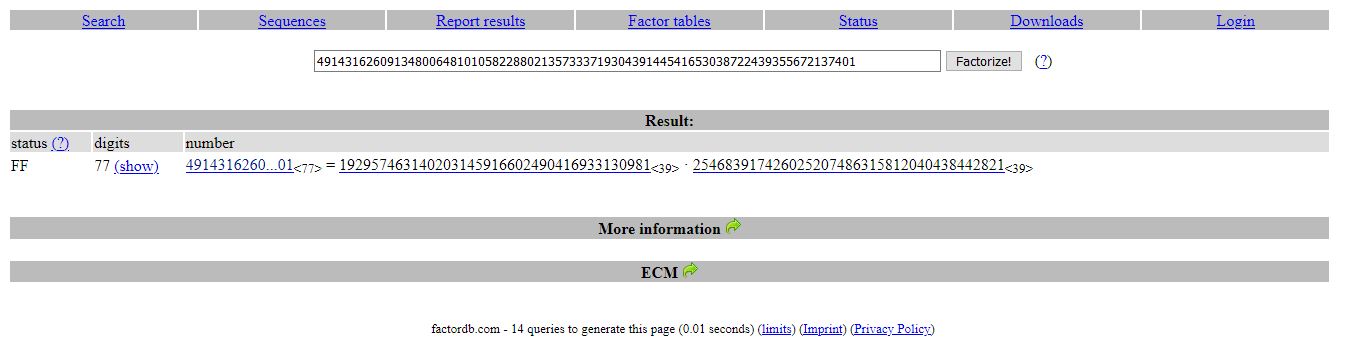 Search Sequences Report results Factor tables Status Downloads Login
49143162609134800648101058228802135733371930439144541653038722439355672137401 Factorize! (?)
Result:
status (?) digits number
FF 77 (show) 4914316260...01<77> = 192957463140203145916602490416933130981<39> · 254683917426025207486315812040438442821<39>
More information
ECM
factordb.com - 14 queries to generate this page (0.01 seconds) (limits) (Imprint) (Privacy Policy)